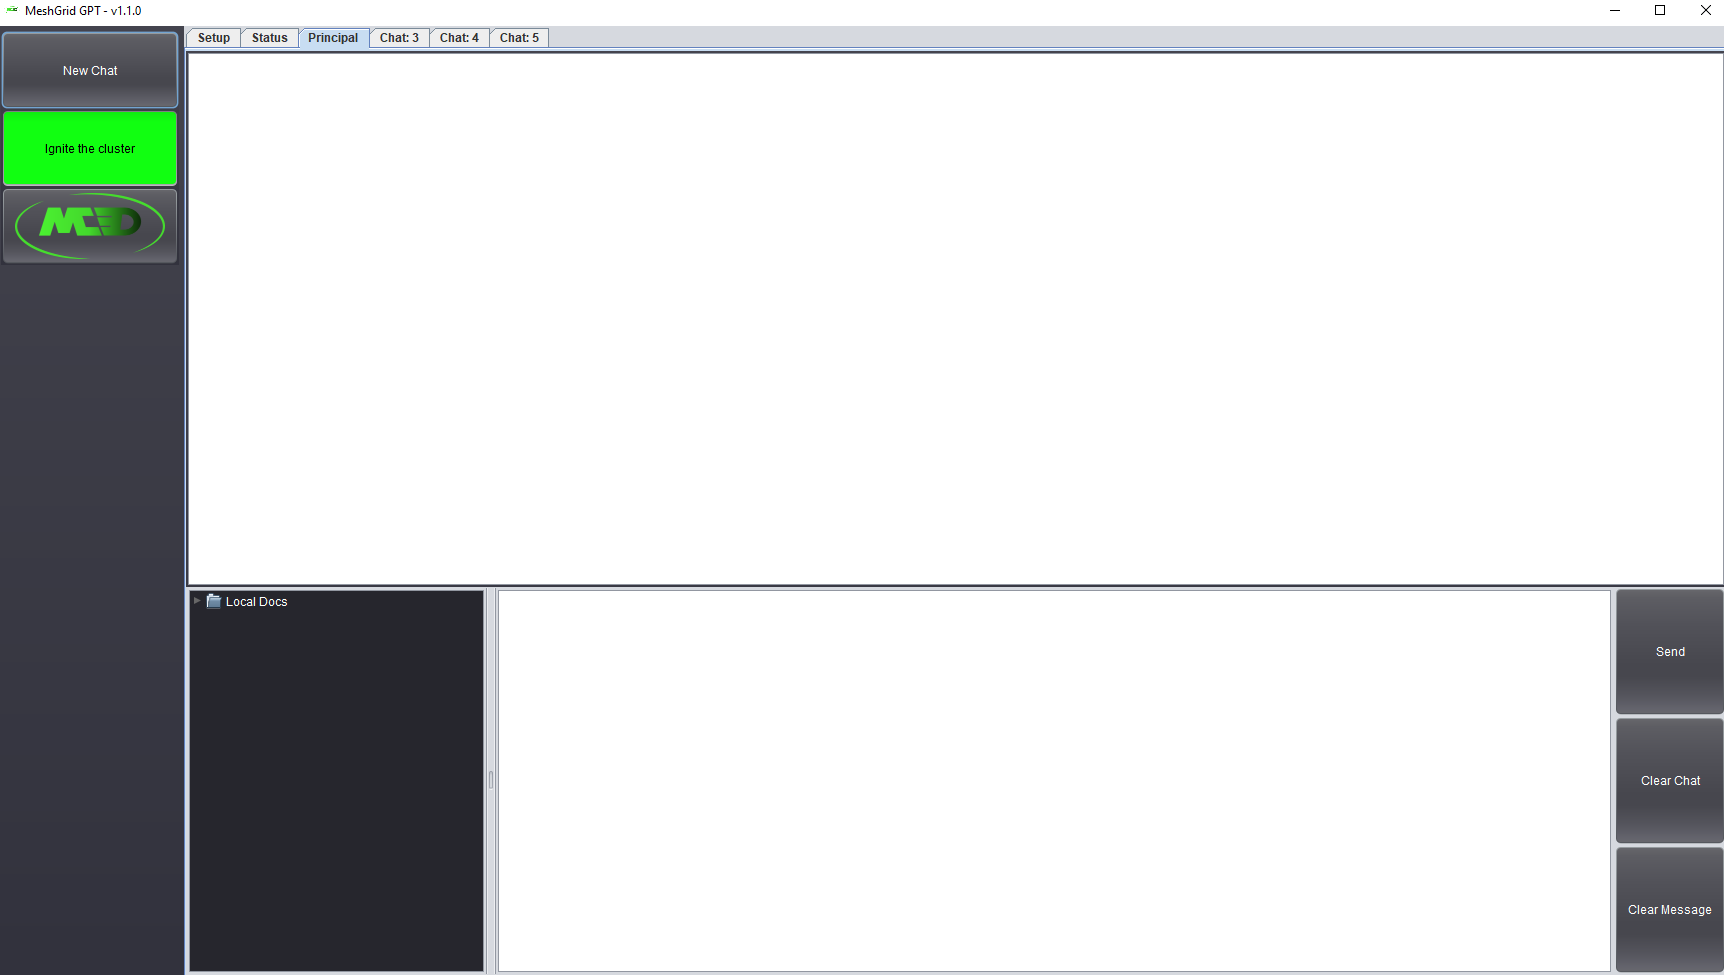 MeshGrid GPT - v1.1.0
Setup Status Principal Chat: 3 Chat: 4 Chat: 5
New Chat
Ignite the cluster
Local Docs
Send
Clear Chat
Clear Message